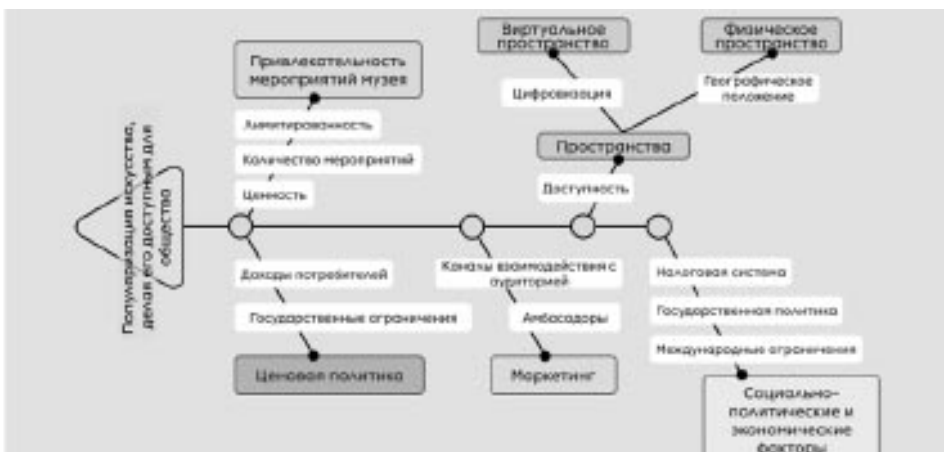 Популяризация искусства,
делая его доступным для
общества
Привлекательность
мероприятий музея
Лимитированность
Количество мероприятий
Ценность
Виртуальное
пространство
Физическое
пространство
Цифровизация
Географическое
положение
Пространства
Доступность
Доходы потребителей
Государственные ограничения
Ценовая политика
Каналы взаимодействия с
аудиторией
Амбасадоры
Маркетинг
Налоговая система
Государственная политика
Международные ограничения
Социально-
политические и
экономические
факторы